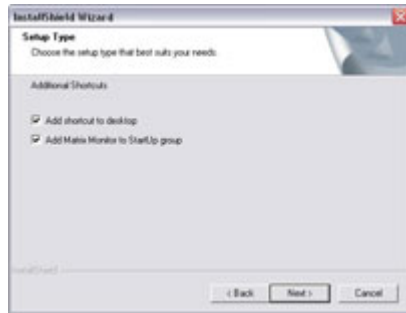 InstallShield Wizard
Setup Type
Choose the setup type that best suits your needs.
Additional Shortcuts
Add shortcut to desktop
Add Matrix Monitor to StartUp group
InstallShield
< Back Next > Cancel